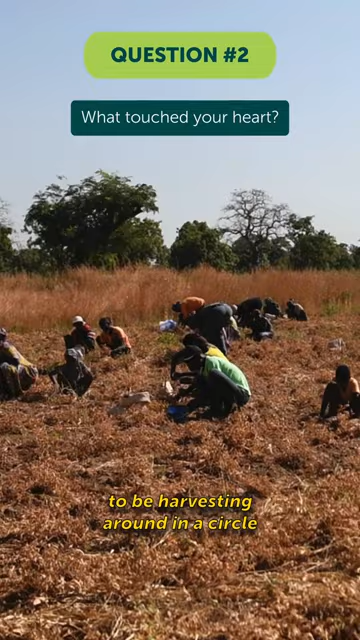 QUESTION #2
What touched your heart?
to be harvesting
around in a circle